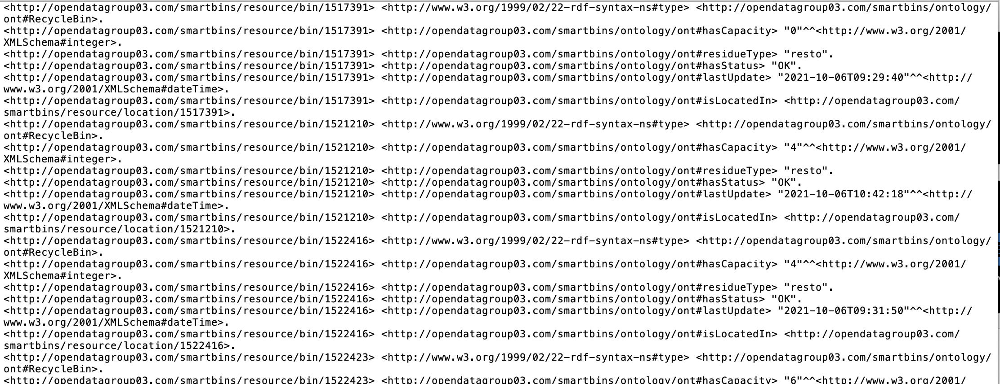 <http://opendatagroup03.com/smartbins/resource/bin/1517391> <http://www.w3.org/1999/02/22-rdf-syntax-ns#type> <http://opendatagroup03.com/smartbins/ontology/
ont#RecycleBin>.
<http://opendatagroup03.com/smartbins/resource/bin/1517391> <http://opendatagroup03.com/smartbins/ontology/ont#hasCapacity> "0"^^<http://www.w3.org/2001/
XMLSchema#integer>.
<http://opendatagroup03.com/smartbins/resource/bin/1517391> <http://opendatagroup03.com/smartbins/ontology/ont#residueType> "resto".
<http://opendatagroup03.com/smartbins/resource/bin/1517391> <http://opendatagroup03.com/smartbins/ontology/ont#hasStatus> "OK".
<http://opendatagroup03.com/smartbins/resource/bin/1517391> <http://opendatagroup03.com/smartbins/ontology/ont#lastUpdate> "2021-10-06T09:29:40"^^<http://
www.w3.org/2001/XMLSchema#dateTime>.
<http://opendatagroup03.com/smartbins/resource/bin/1517391> <http://opendatagroup03.com/smartbins/ontology/ont#isLocatedIn> <http://opendatagroup03.com/
smartbins/resource/location/1517391>.
<http://opendatagroup03.com/smartbins/resource/bin/1521210> <http://www.w3.org/1999/02/22-rdf-syntax-ns#type> <http://opendatagroup03.com/smartbins/ontology/
ont#RecycleBin>.
<http://opendatagroup03.com/smartbins/resource/bin/1521210> <http://opendatagroup03.com/smartbins/ontology/ont#hasCapacity> "4"^^<http://www.w3.org/2001/
XMLSchema#integer>.
<http://opendatagroup03.com/smartbins/resource/bin/1521210> <http://opendatagroup03.com/smartbins/ontology/ont#residueType> "resto".
<http://opendatagroup03.com/smartbins/resource/bin/1521210> <http://opendatagroup03.com/smartbins/ontology/ont#hasStatus> "OK".
<http://opendatagroup03.com/smartbins/resource/bin/1521210> <http://opendatagroup03.com/smartbins/ontology/ont#lastUpdate> "2021-10-06T10:42:18"^^<http://
www.w3.org/2001/XMLSchema#dateTime>.
<http://opendatagroup03.com/smartbins/resource/bin/1521210> <http://opendatagroup03.com/smartbins/ontology/ont#isLocatedIn> <http://opendatagroup03.com/
smartbins/resource/location/1521210>.
<http://opendatagroup03.com/smartbins/resource/bin/1522416> <http://www.w3.org/1999/02/22-rdf-syntax-ns#type> <http://opendatagroup03.com/smartbins/ontology/
ont#RecycleBin>.
<http://opendatagroup03.com/smartbins/resource/bin/1522416> <http://opendatagroup03.com/smartbins/ontology/ont#hasCapacity> "4"^^<http://www.w3.org/2001/
XMLSchema#integer>.
<http://opendatagroup03.com/smartbins/resource/bin/1522416> <http://opendatagroup03.com/smartbins/ontology/ont#residueType> "resto".
<http://opendatagroup03.com/smartbins/resource/bin/1522416> <http://opendatagroup03.com/smartbins/ontology/ont#hasStatus> "OK".
<http://opendatagroup03.com/smartbins/resource/bin/1522416> <http://opendatagroup03.com/smartbins/ontology/ont#lastUpdate> "2021-10-06T09:31:50"^^<http://
www.w3.org/2001/XMLSchema#dateTime>.
<http://opendatagroup03.com/smartbins/resource/bin/1522416> <http://opendatagroup03.com/smartbins/ontology/ont#isLocatedIn> <http://opendatagroup03.com/
smartbins/resource/location/1522416>.
<http://opendatagroup03.com/smartbins/resource/bin/1522423> <http://www.w3.org/1999/02/22-rdf-syntax-ns#type> <http://opendatagroup03.com/smartbins/ontology/
ont#RecycleBin>.
<http://opendatagroup03.com/smartbins/resource/bin/1522423> <http://opendatagroup03.com/smartbins/ontology/ont#hasCapacity> "6"^^<http://www.w3.org/2001/